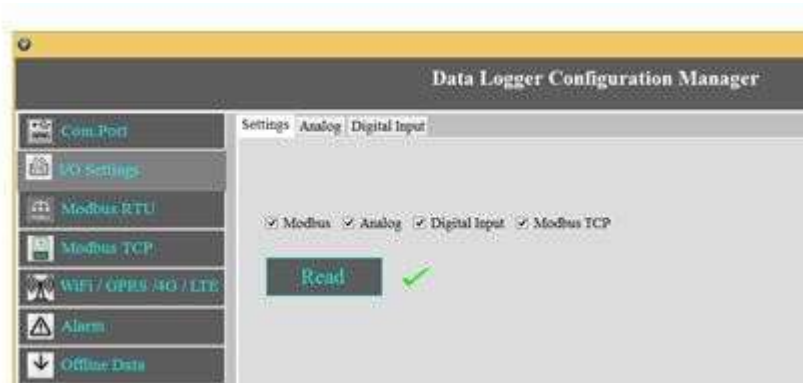 Data Logger Configuration Manager
Com.Port
I/O Settings
Modbus RTU
Modbus TCP
WiFi / GPRS /4G / LTE
Alarm
Offline Data
Settings Analog Digital Input
Modbus Analog Digital Input Modbus TCP
Read